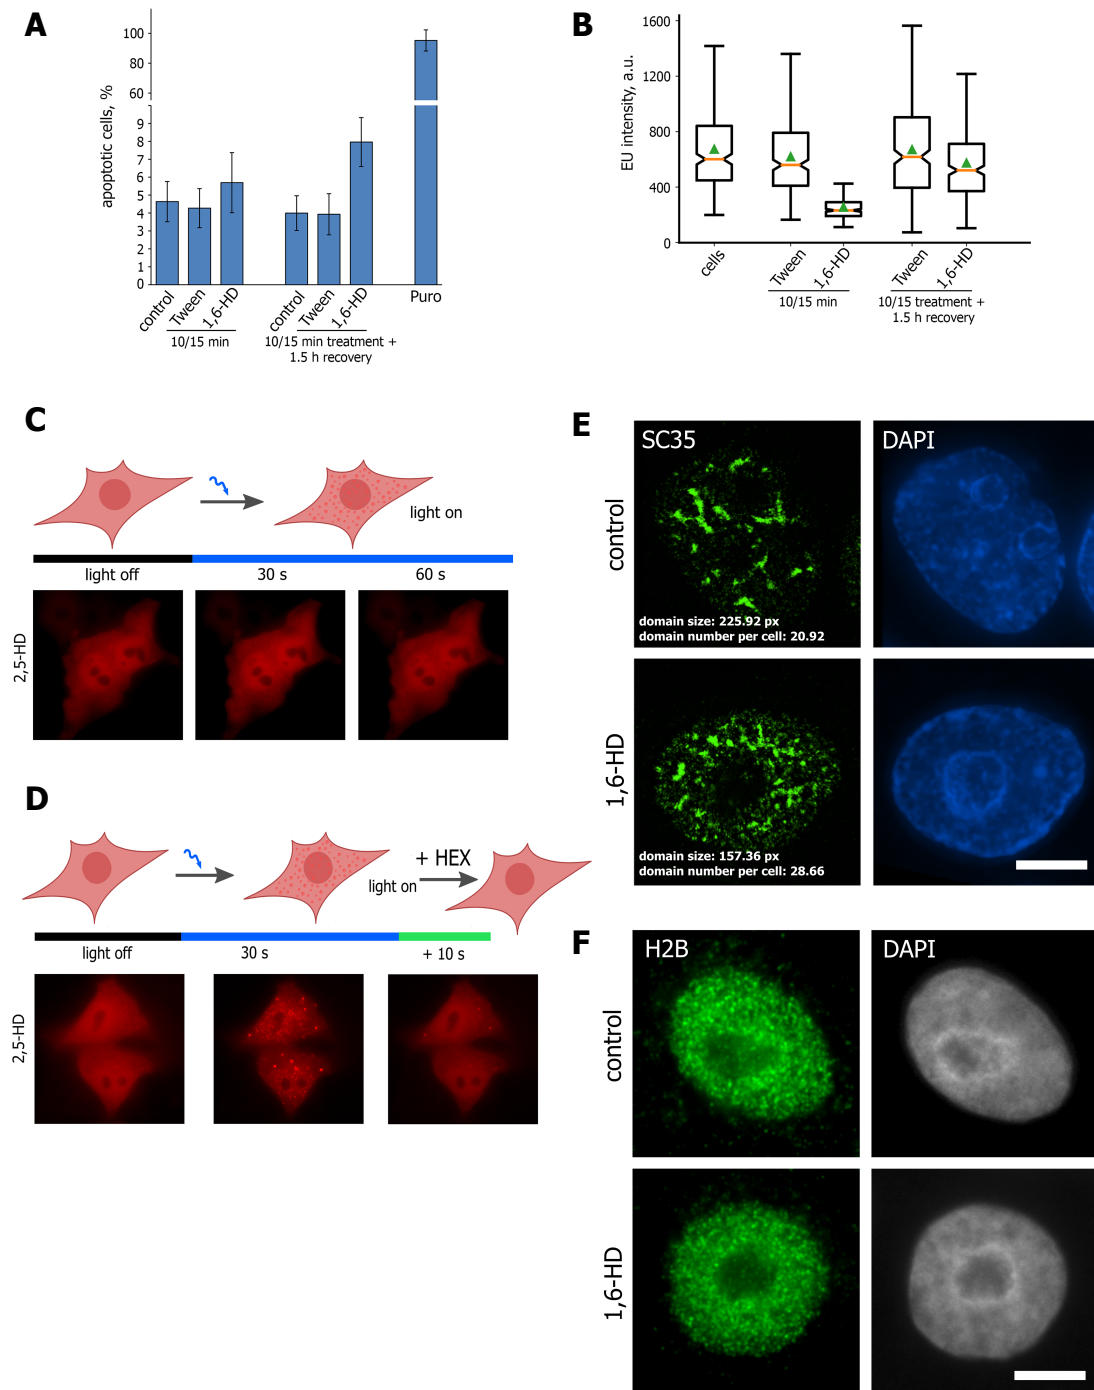 A
apoptotic cells, %
100
80
60
9
8
7
6
5
4
3
2
1
0
control
Tween
1,6-HD
control
Tween
1,6-HD
Puro
10/15 min
10/15 min treatment +
1.5 h recovery
B
EU intensity, a.u.
1600
1200
800
400
0
cells
Tween
1,6-HD
Tween
1,6-HD
10/15 min
10/15 treatment +
1.5 h recovery
C
light on
light off
30 s
60 s
2,5-HD
D
+ HEX
light on
light off
30 s
+ 10 s
2,5-HD
E
SC35
DAPI
control
domain size: 225.92 px
domain number per cell: 20.92
1,6-HD
domain size: 157.36 px
domain number per cell: 28.66
F
H2B
DAPI
control
1,6-HD